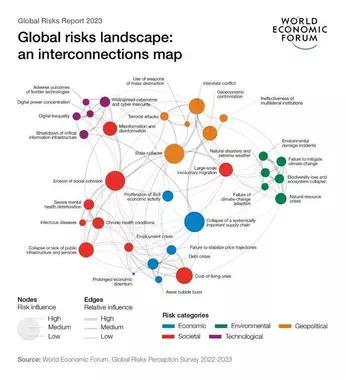 Global Risks Report 2023
WORLD
ECONOMIC
FORUM
Global risks landscape:
an interconnections map
Use of weapons
of mass destruction
Interstate conflict
Geoeconomic
confrontation
Ineffectiveness of
multilateral institutions
Adverse outcomes
of frontier technologies
Digital power concentration
Widespread cybercrime
and cyber insecurity
Terrorist attacks
Digital inequality
Misinformation and
disinformation
Breakdown of critical
information infrastructure
Environmental
damage incidents
State collapse
Natural disasters and
extreme weather
Failure to mitigate
climate change
Large-scale
involuntary migration
Biodiversity loss and
ecosystem collapse
Erosion of social cohesion
Proliferation of illicit
economic activity
Failure of
climate-change
adaption
Natural resource
crises
Severe mental
health deterioration
Infectious diseases
Chronic health conditions
Collapse of a systemically
important supply chain
Employment crises
Collapse or lack of public
infrastructure and services
Failure to stabilize price trajectories
Debt crises
Prolonged economic
downturn
Cost-of-living crisis
Asset bubble burst
Nodes
Risk influence
High
Medium
Low
Edges
Relative influence
High
Medium
Low
Risk categories
Economic
Environmental
Geopolitical
Societal
Technological
Source: World Economic Forum, Global Risks Perception Survey 2022-2023